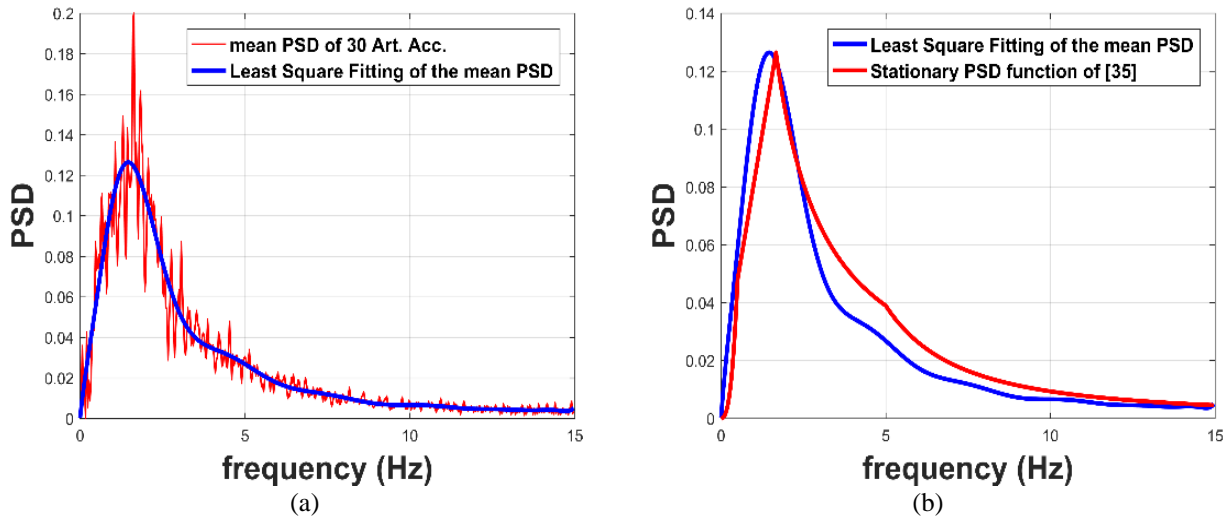 0.2
0.18
0.16
0.14
0.12
0.1
0.08
0.06
0.04
0.02
0
PSD
mean PSD of 30 Art. Acc.
Least Square Fitting of the mean PSD
0 5 10 15
frequency (Hz)
(a)
0.14
0.12
0.1
0.08
0.06
0.04
0.02
0
PSD
Least Square Fitting of the mean PSD
Stationary PSD function of [35]
0 5 10 15
frequency (Hz)
(b)